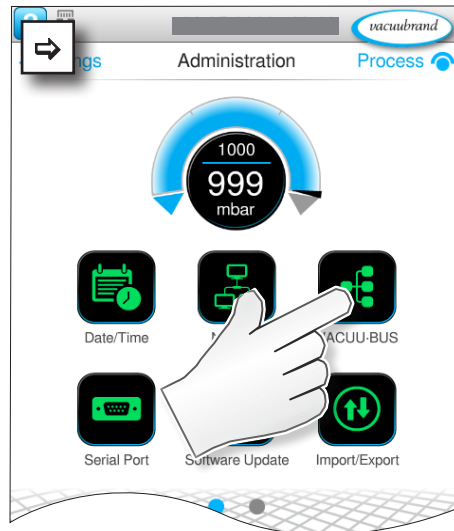 vacuubrand
ngs Administration Process
1000
999
mbar
Date/Time N VACUU·BUS
Serial Port Software Update Import/Export